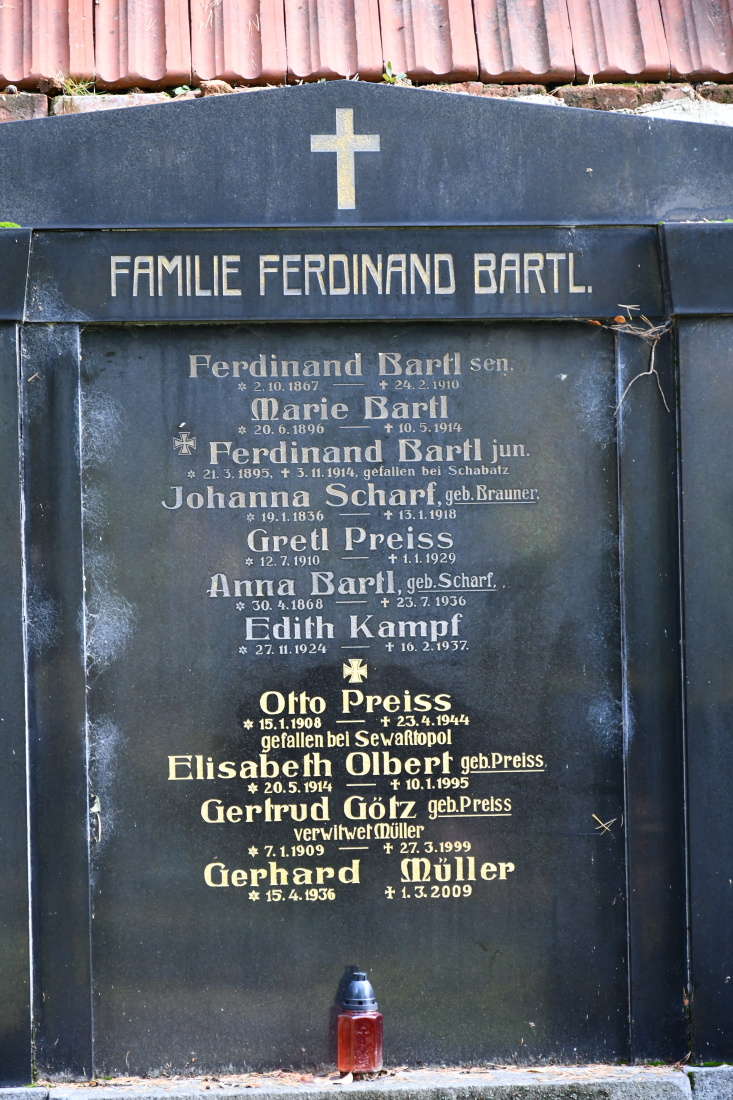 FAMILIE FERDINAND BARTL.
Ferdinand Bartl sen.
* 2.10.1867 — ✝ 24.2.1910
Marie Bartl
* 20.6.1896 — ✝ 10.5.1914
Ferdinand Bartl jun.
* 21.3.1895, ✝ 3.11.1914, gefallen bei Schabatz
Johanna Scharf, geb. Brauner,
* 19.1.1836 — ✝ 13.1.1918
Gretl Preiss
* 12.7.1910 — ✝ 1.1.1929
Anna Bartl, geb. Scharf.
* 30.4.1868 — ✝ 23.7.1936
Edith Kampf
* 27.11.1924 — ✝ 16.2.1937.
Otto Preiss
* 15.1.1908 — ✝ 23.4.1944
gefallen bei Sewaßtopol
Elisabeth Olbert geb. Preiss
* 20.5.1914 — ✝ 10.1.1995
Gertrud Götz geb. Preiss
verwitwet Müller
* 7.1.1909 — ✝ 27.3.1999
Gerhard Müller
* 15.4.1936 ✝ 1.3.2009